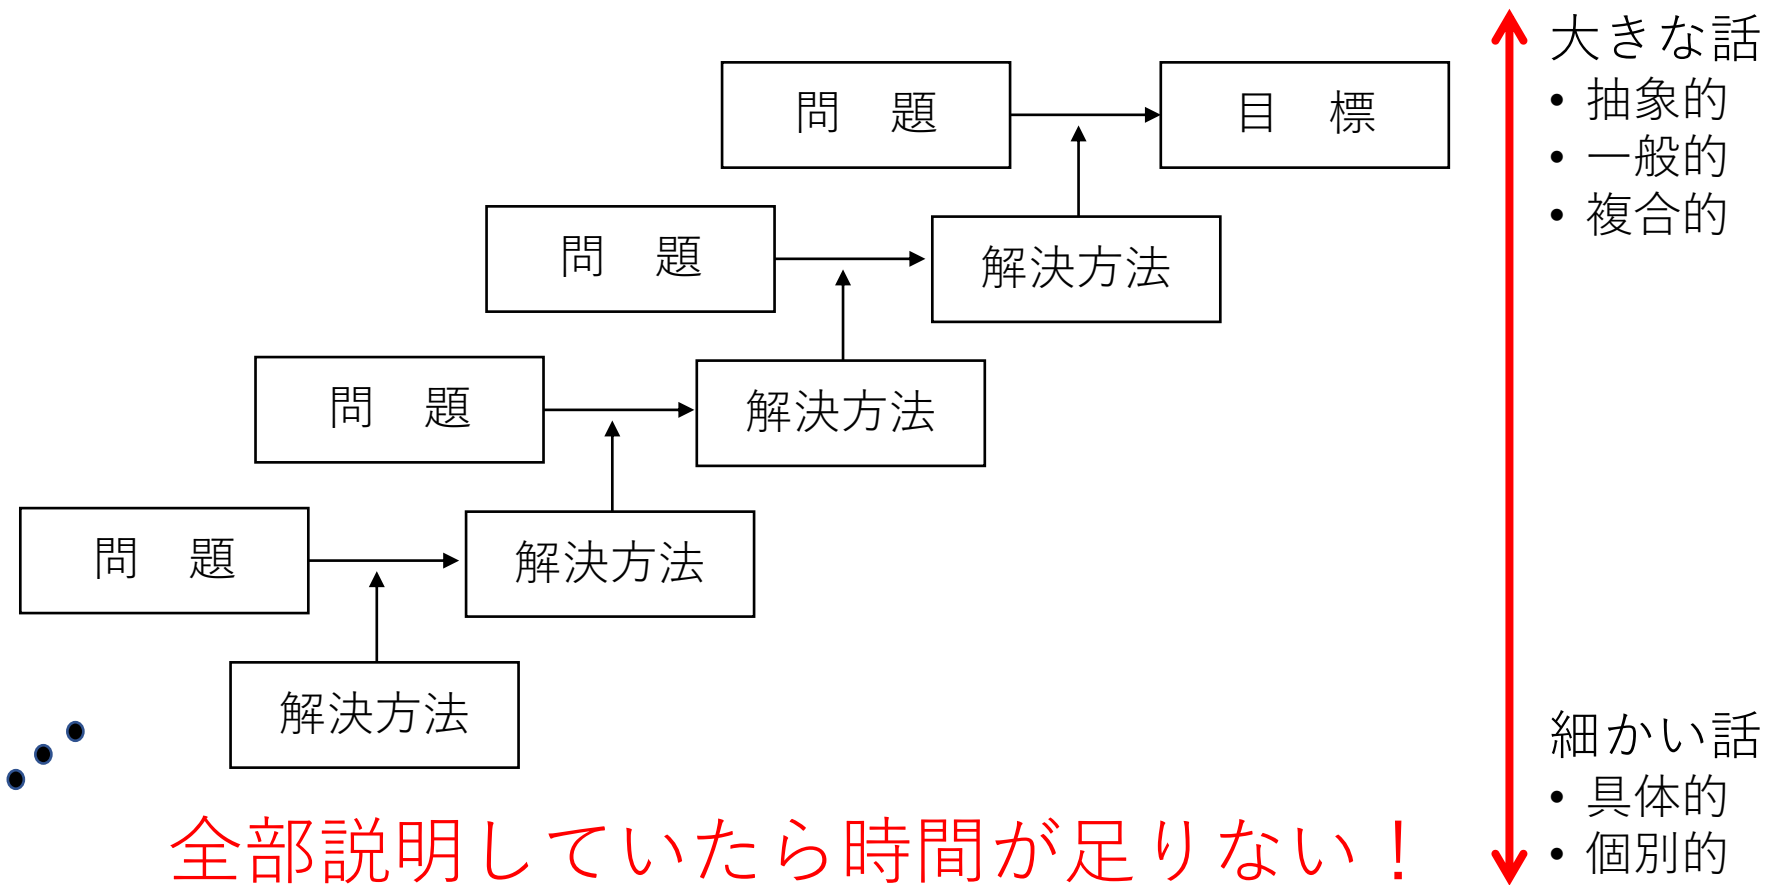 問　題
目　標
問　題
解決方法
問　題
解決方法
問　題
解決方法
解決方法
全部説明していたら時間が足りない！
大きな話
• 抽象的
• 一般的
• 複合的
細かい話
• 具体的
• 個別的